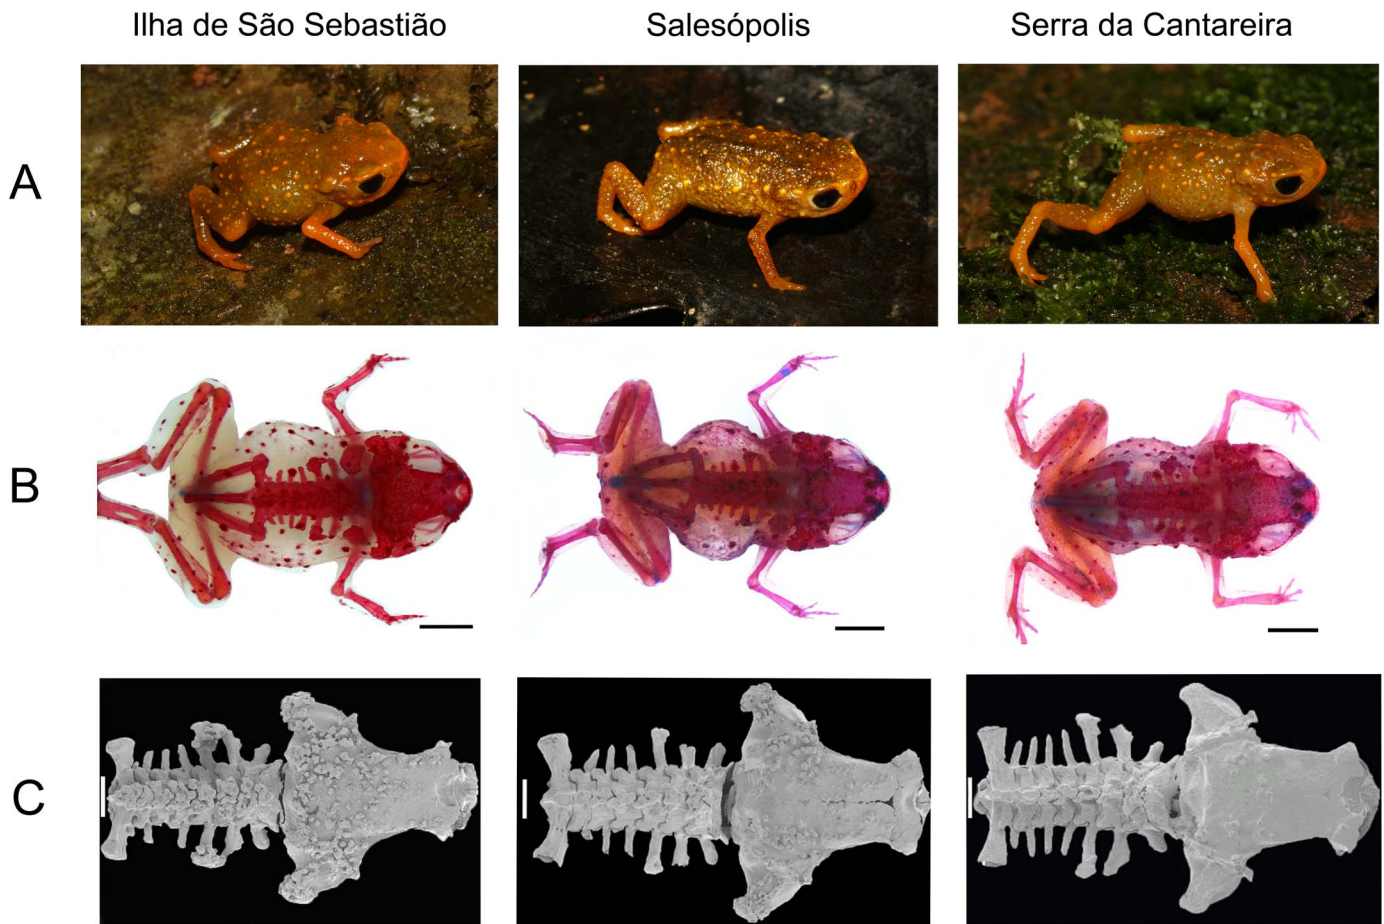 Ilha de São Sebastião
Salesópolis
Serra da Cantareira
A
B
C